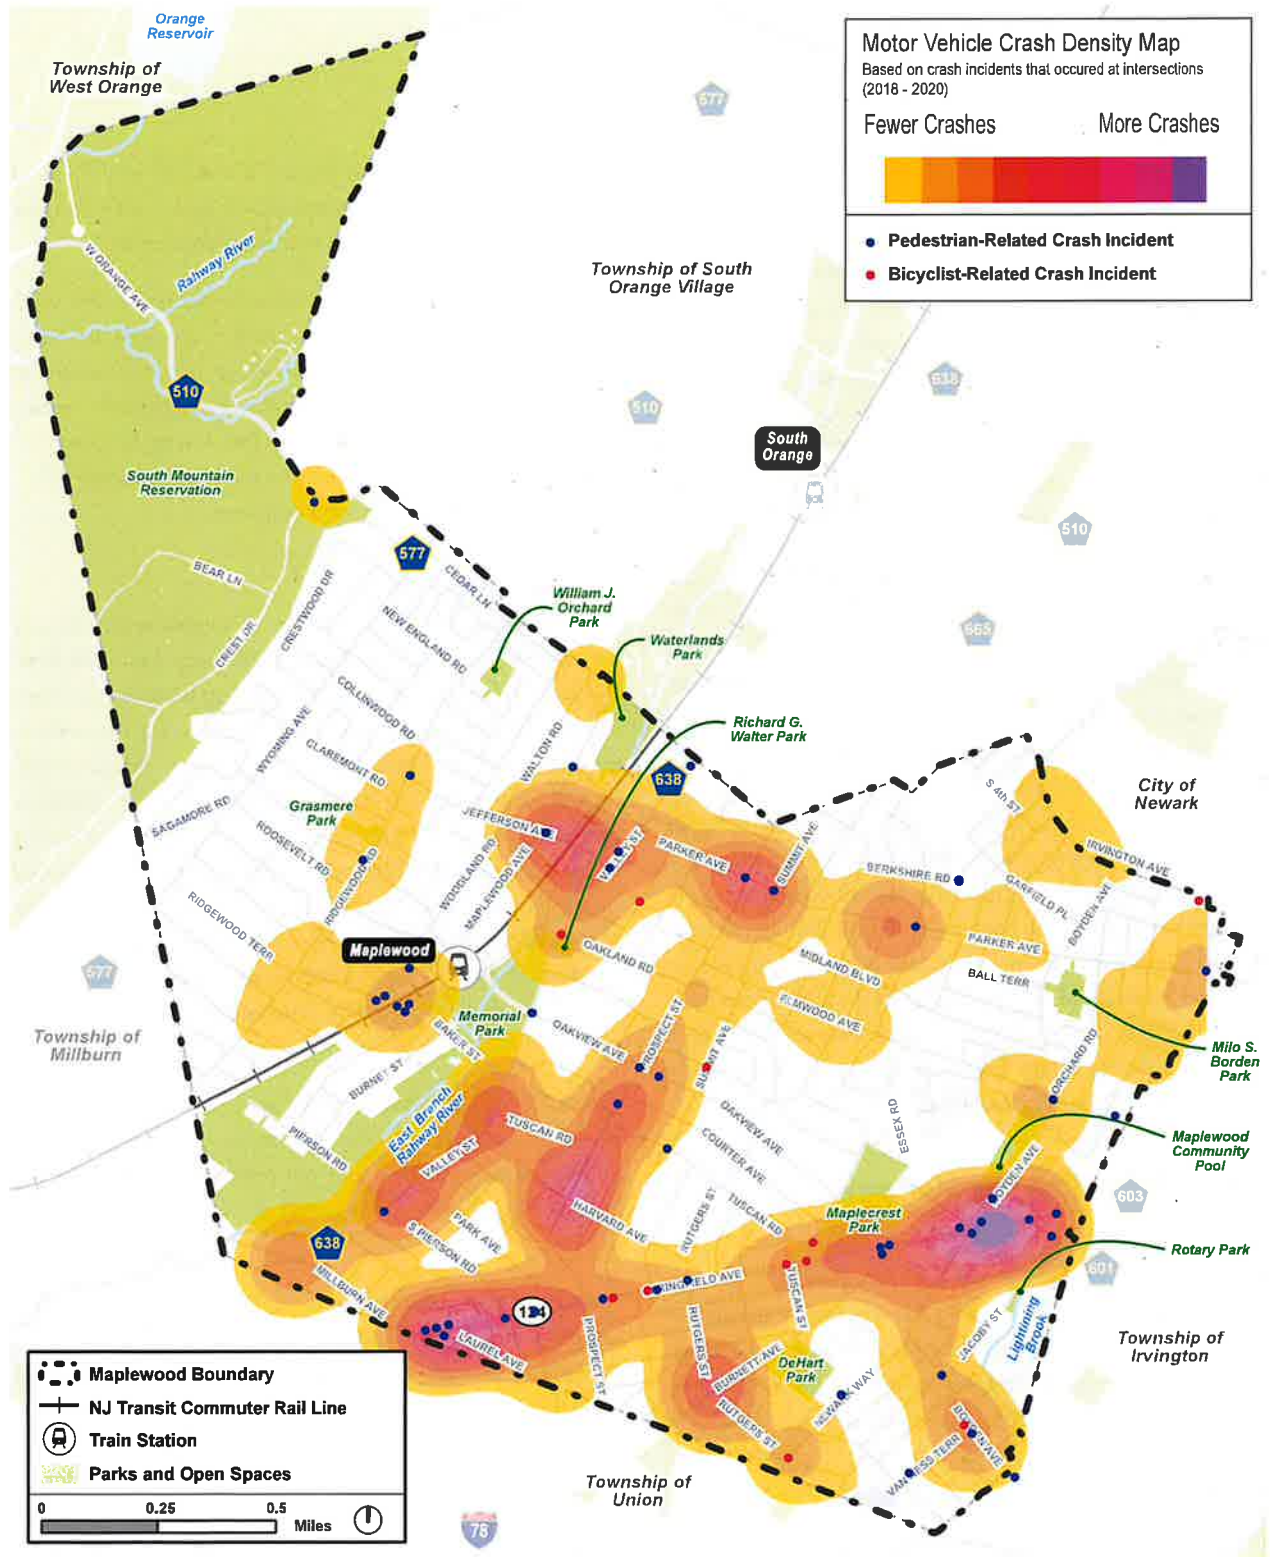 Orange
Reservoir
Township of
West Orange
Motor Vehicle Crash Density Map
Based on crash incidents that occured at intersections
(2018 - 2020)
Fewer Crashes
More Crashes
Pedestrian-Related Crash Incident
Bicyclist-Related Crash Incident
577
W ORANGE AVE
Rahway River
Township of South
Orange Village
510
638
510
South
Orange
South Mountain
Reservation
510
577
BEAR LN
CREST DR
CRESTWOOD DR
CEDAR LN
NEW ENGLAND RD
William J.
Orchard
Park
Waterlands
Park
665
COLLINWOOD RD
WYOMING AVE
CLAREMONT RD
WALTON RD
Richard G.
Walter Park
638
City of
Newark
S 4th ST
SAGAMORE RD
Grasmere
Park
ROOSEVELT RD
RIDGEWOOD RD
JEFFERSON AVE
WOODLAND RD
MAPLEWOOD AVE
VALLEY ST
PARKER AVE
SUMMIT AVE
BERKSHIRE RD
IRVINGTON AVE
GARFIELD PL
BOYDEN AVE
RIDGEWOOD TERR
Maplewood
OAKLAND RD
MIDLAND BLVD
PARKER AVE
BALL TERR
577
ELMWOOD AVE
Memorial
Park
Township of
Millburn
BAKER ST
OAKVIEW AVE
PROSPECT ST
SUMMIT AVE
ORCHARD RD
Milo S.
Borden
Park
BURNET ST
East Branch
Rahway River
PIERSON RD
VALLEY ST
TUSCAN RD
OAKVIEW AVE
COURTER AVE
ESSEX RD
Maplewood
Community
Pool
BOYDEN AVE
603
638
S PIERSON RD
PARK AVE
HARVARD AVE
RUTGERS ST
TUSCAN RD
Maplecrest
Park
Rotary Park
601
MILLBURN AVE
SPRINGFIELD AVE
TUSCAN ST
124
LAUREL AVE
PROSPECT ST
RUTGERS ST
BURNETT AVE
DeHart
Park
JACOBY ST
Lightning
Brook
Township of
Irvington
RUTGERS ST
NEWARK WAY
BOYDEN AVE
VAN NESS TERR
Township of
Union
78
Maplewood Boundary
NJ Transit Commuter Rail Line
Train Station
Parks and Open Spaces
0
0.25
0.5
Miles